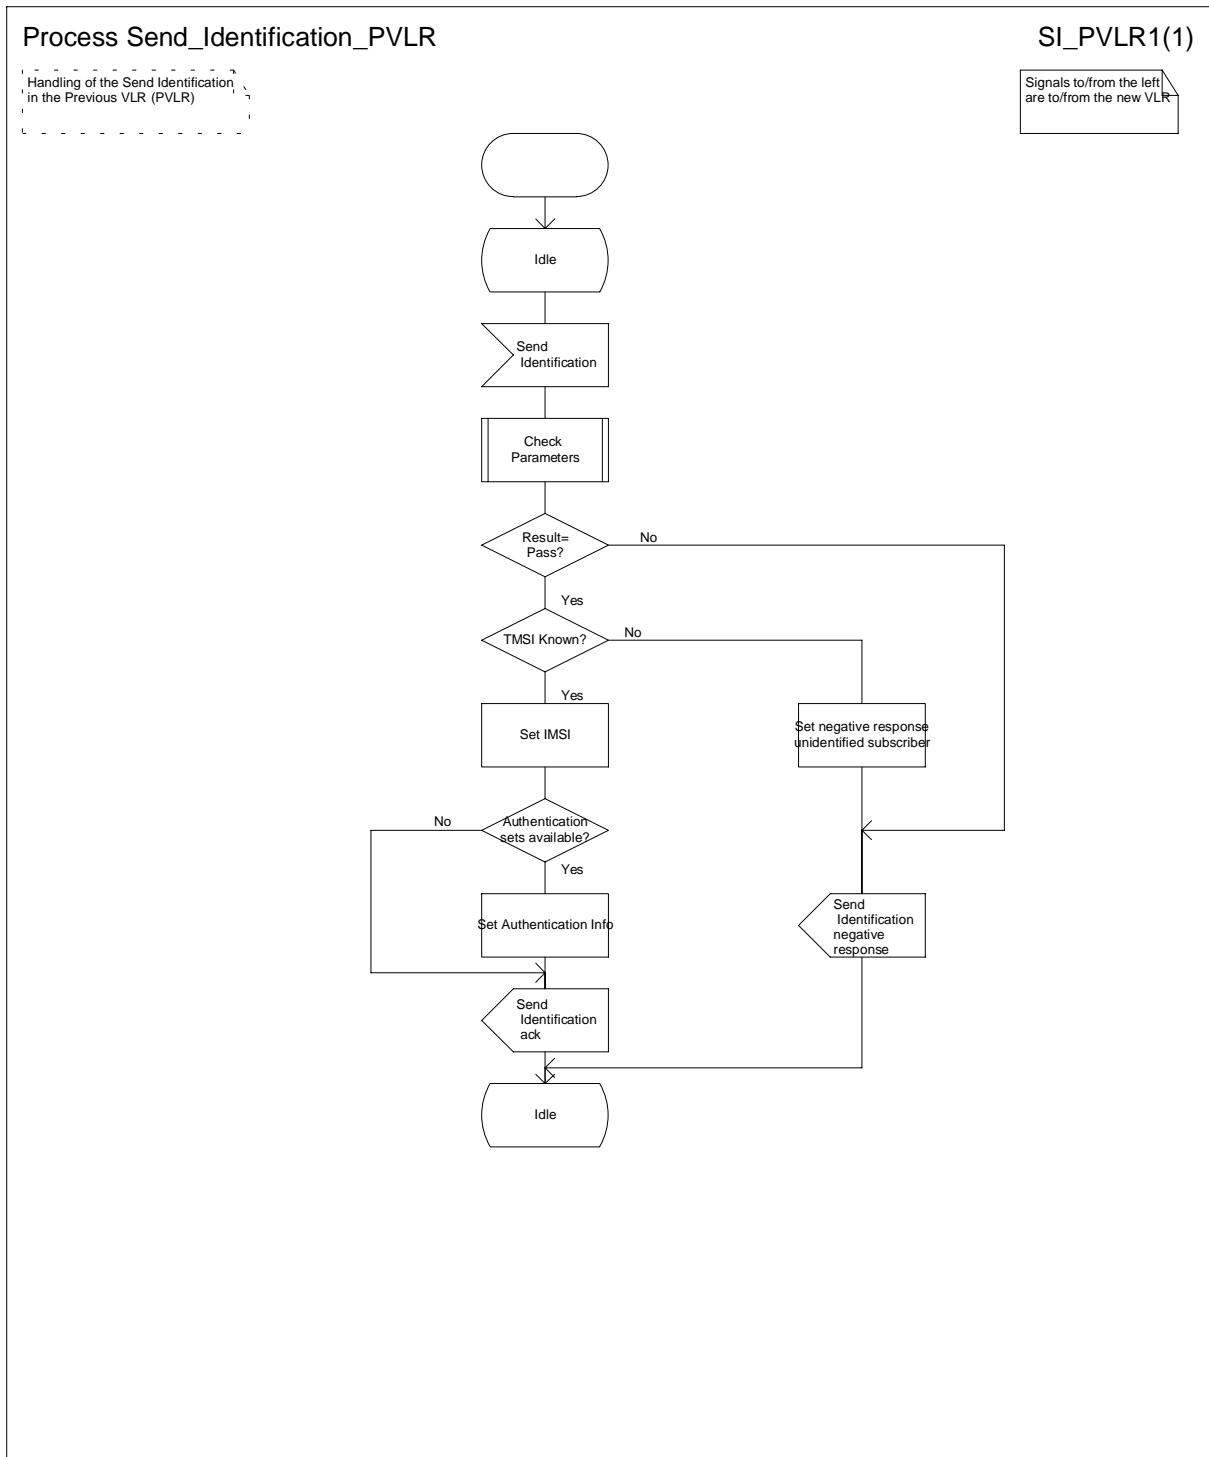 Process Send_Identification_PVLR
SI_PVLR1(1)
Handling of the Send Identification
in the Previous VLR (PVLR)
Signals to/from the left
are to/from the new VLR
Idle
Send
Identification
Check
Parameters
Result=
Pass?
No
Yes
TMSI Known?
No
Yes
Set IMSI
Set negative response
unidentified subscriber
No
Authentication
sets available?
Yes
Set Authentication Info
Send
Identification
negative
response
Send
Identification
ack
Idle